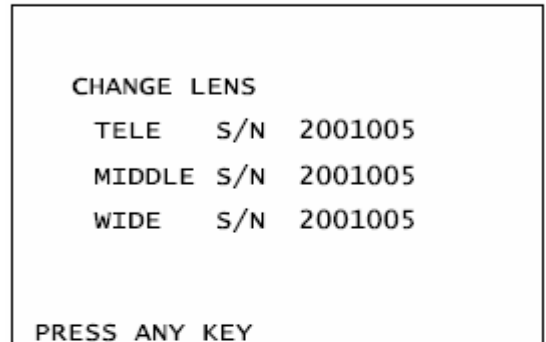 CHANGE LENS
TELE S/N 2001005
MIDDLE S/N 2001005
WIDE S/N 2001005
PRESS ANY KEY